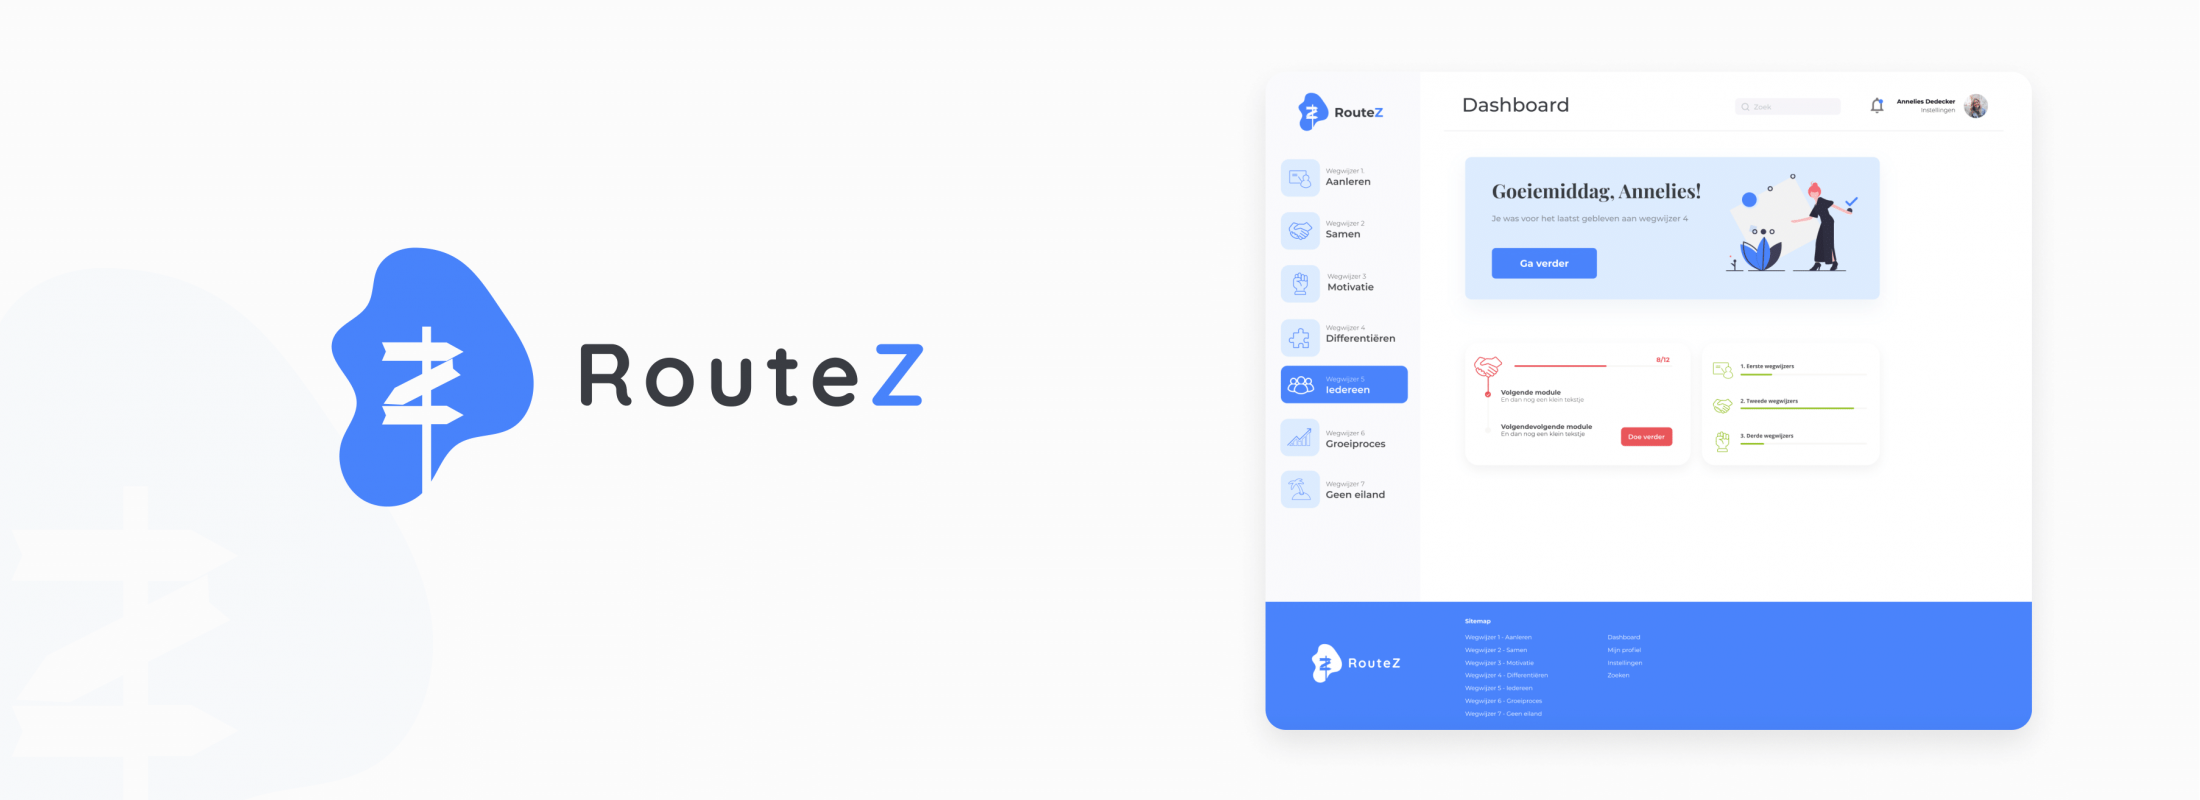 RouteZ
RouteZ
Dashboard
Zoek
Annelies Dedecker
Instellingen
Wegwijzer 1
Aanleren
Wegwijzer 2
Samen
Wegwijzer 3
Motivatie
Wegwijzer 4
Differentiëren
Wegwijzer 5
Iedereen
Wegwijzer 6
Groeiproces
Wegwijzer 7
Geen eiland
Goeiemiddag, Annelies!
Je was voor het laatst gebleven aan wegwijzer 4
Ga verder
8/12
Volgende module
En dan nog een klein tekstje
Volgendevolgende module
En dan nog een klein tekstje
Doe verder
1. Eerste wegwijzers
2. Tweede wegwijzers
3. Derde wegwijzers
RouteZ
Sitemap
Wegwijzer 1 - Aanleren
Wegwijzer 2 - Samen
Wegwijzer 3 - Motivatie
Wegwijzer 4 - Differentiëren
Wegwijzer 5 - Iedereen
Wegwijzer 6 - Groeiproces
Wegwijzer 7 - Geen eiland
Dashboard
Mijn profiel
Instellingen
Zoeken